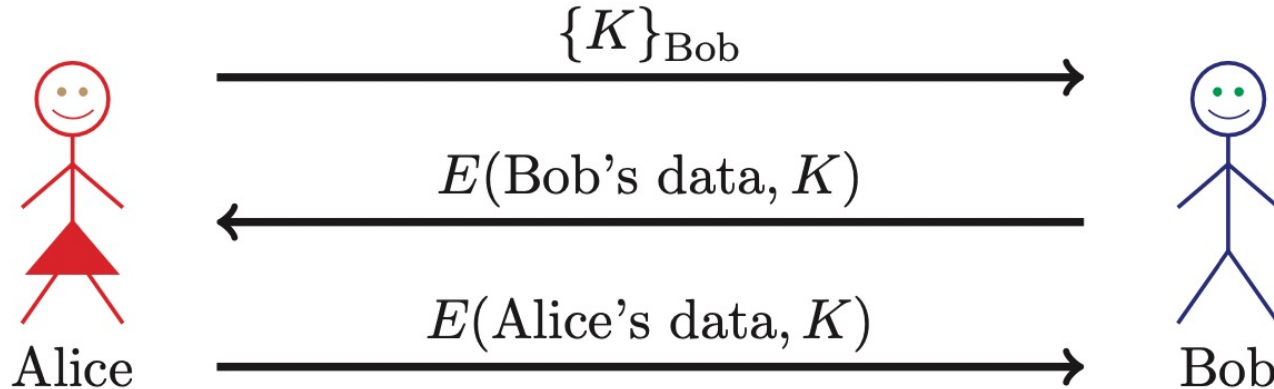 {K}Bob
E(Bob’s data, K)
E(Alice’s data, K)
Alice
Bob